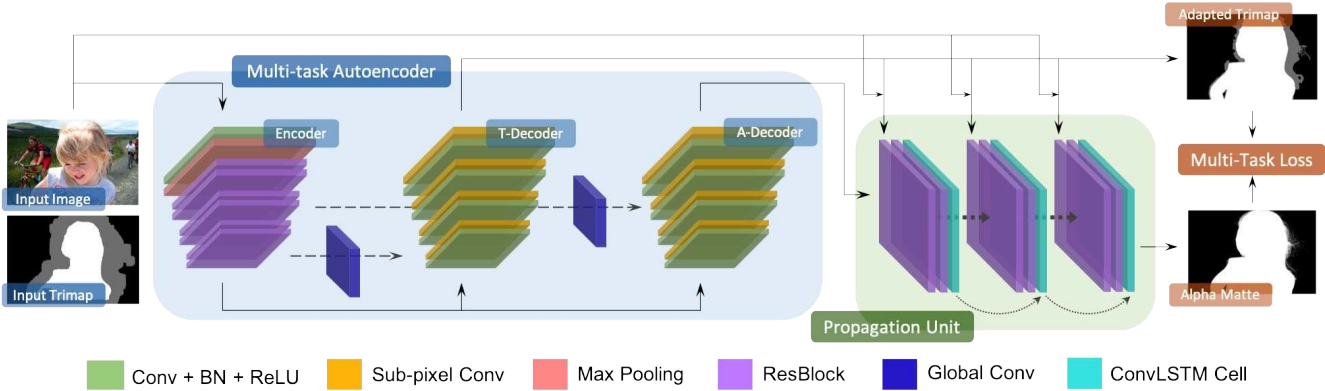 Adapted Trimap
Multi-task Autoencoder
Encoder
T-Decoder
A-Decoder
Multi-Task Loss
Input Image
Input Trimap
Alpha Matte
Propagation Unit
Conv + BN + ReLU
Sub-pixel Conv
Max Pooling
ResBlock
Global Conv
ConvLSTM Cell